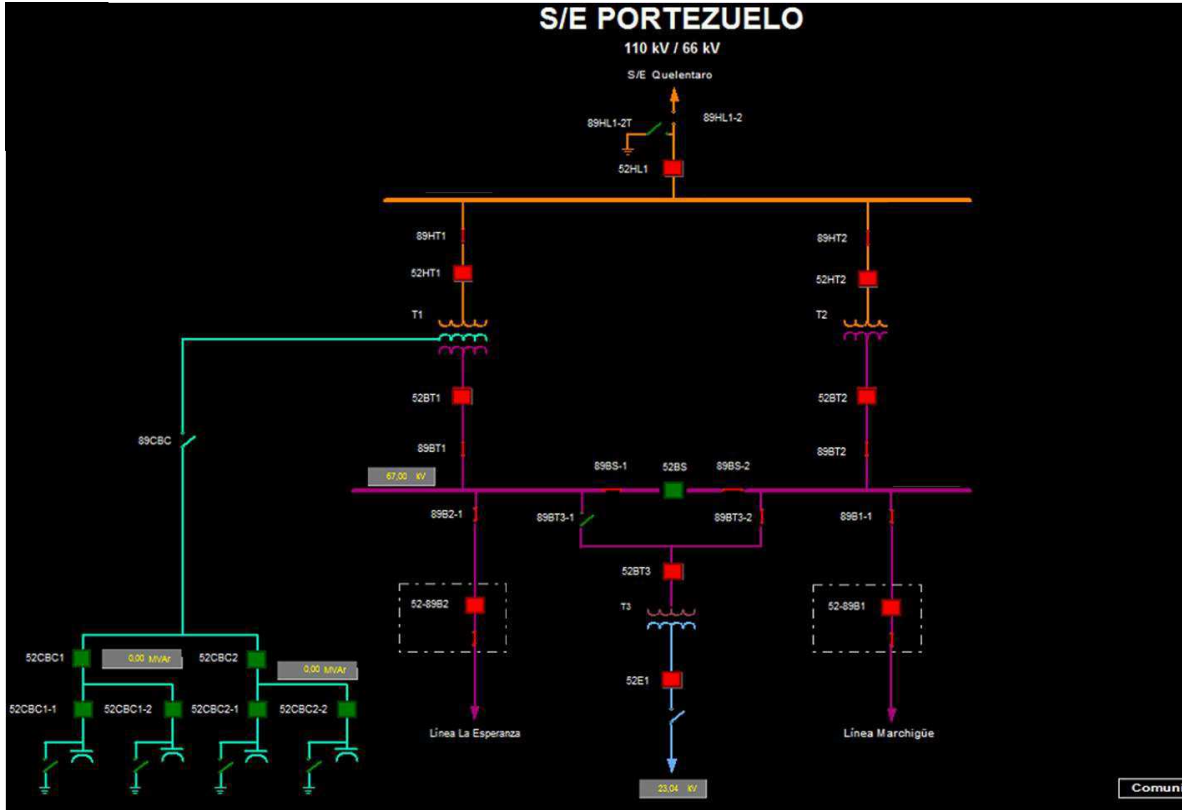 S/E PORTEZUELO
110 kV / 66 kV
S/E Quelentaro
89HL1-2T
89HL1-2
52HL1
89HT1
89HT2
52HT1
52HT2
T1
T2
52BT1
52BT2
89CBC
89BT1
89BT2
67,00 kV
89BS-1
52BS
89BS-2
89B2-1
89BT3-1
89BT3-2
89B1-1
52BT3
52-89B2
T3
52-89B1
52CBC1
0,00 MVAr
52CBC2
0,00 MVAr
52E1
52CBC1-1
52CBC1-2
52CBC2-1
52CBC2-2
Línea La Esperanza
Línea Marchigüe
23,04 kV
Comuni